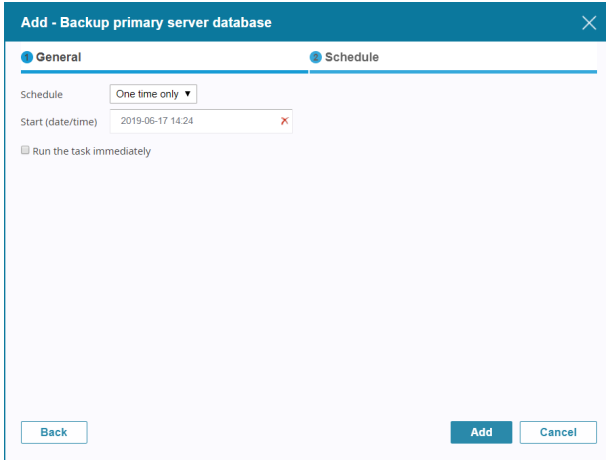 Add - Backup primary server database
1 General
2 Schedule
Schedule One time only
Start (date/time) 2019-06-17 14:24
Run the task immediately
Back Add Cancel